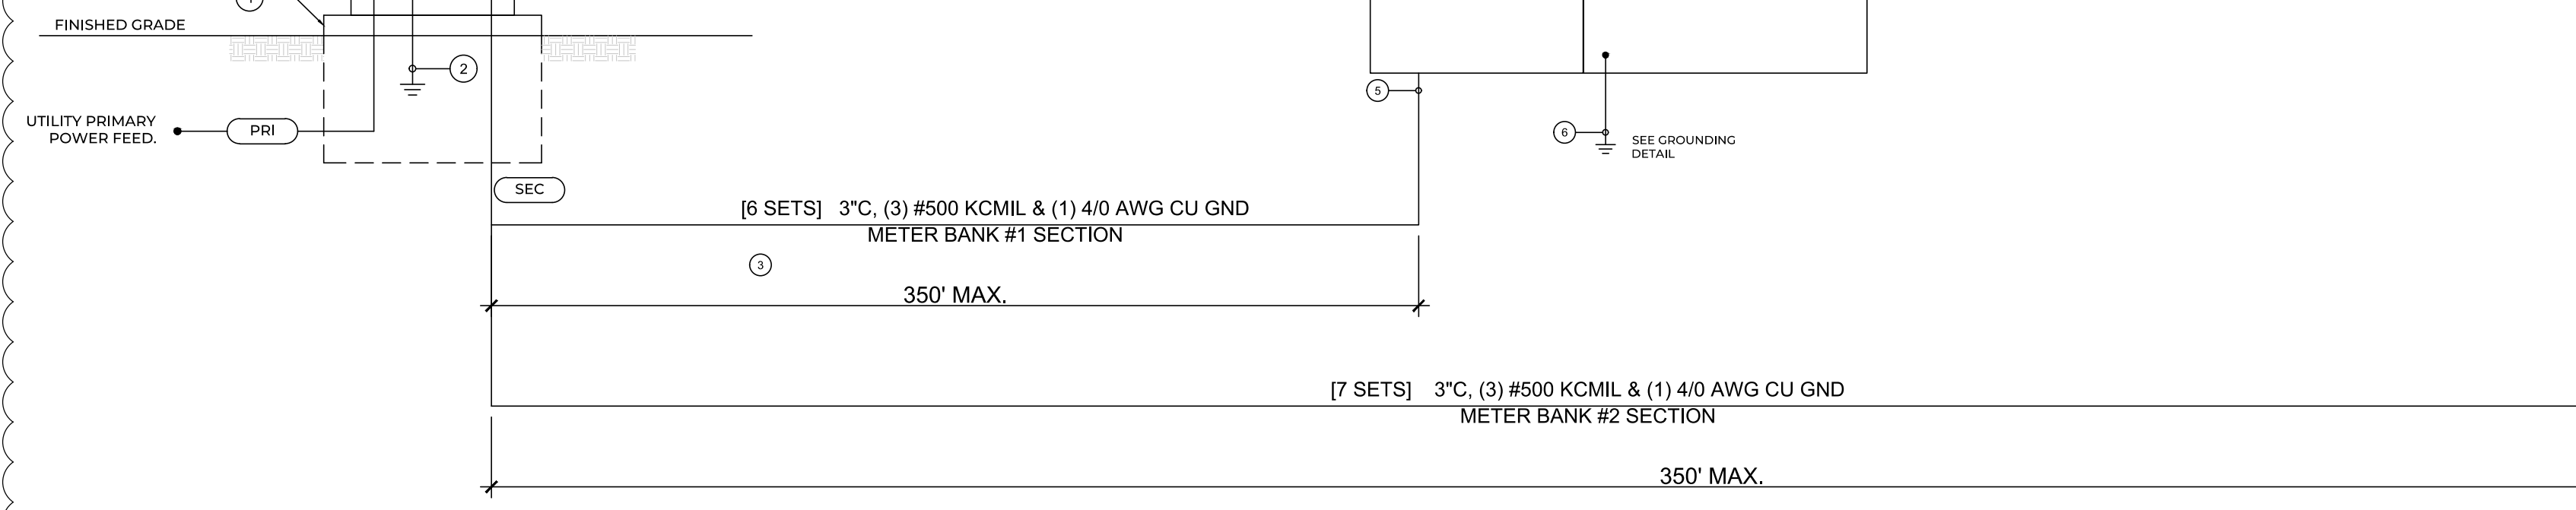 FINISHED GRADE
2
UTILITY PRIMARY
POWER FEED.
PRI
5
6
SEE GROUNDING
DETAIL
SEC
[6 SETS] 3"C, (3) #500 KCMIL & (1) 4/0 AWG CU GND
METER BANK #1 SECTION
3
350' MAX.
[7 SETS] 3"C, (3) #500 KCMIL & (1) 4/0 AWG CU GND
METER BANK #2 SECTION
350' MAX.